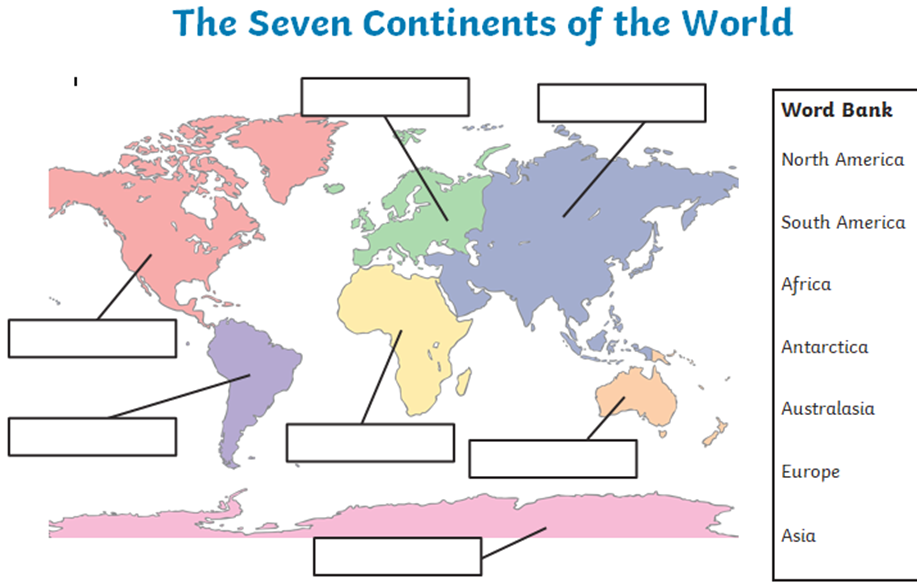 The Seven Continents of the World
Word Bank
North America
South America
Africa
Antarctica
Australasia
Europe
Asia